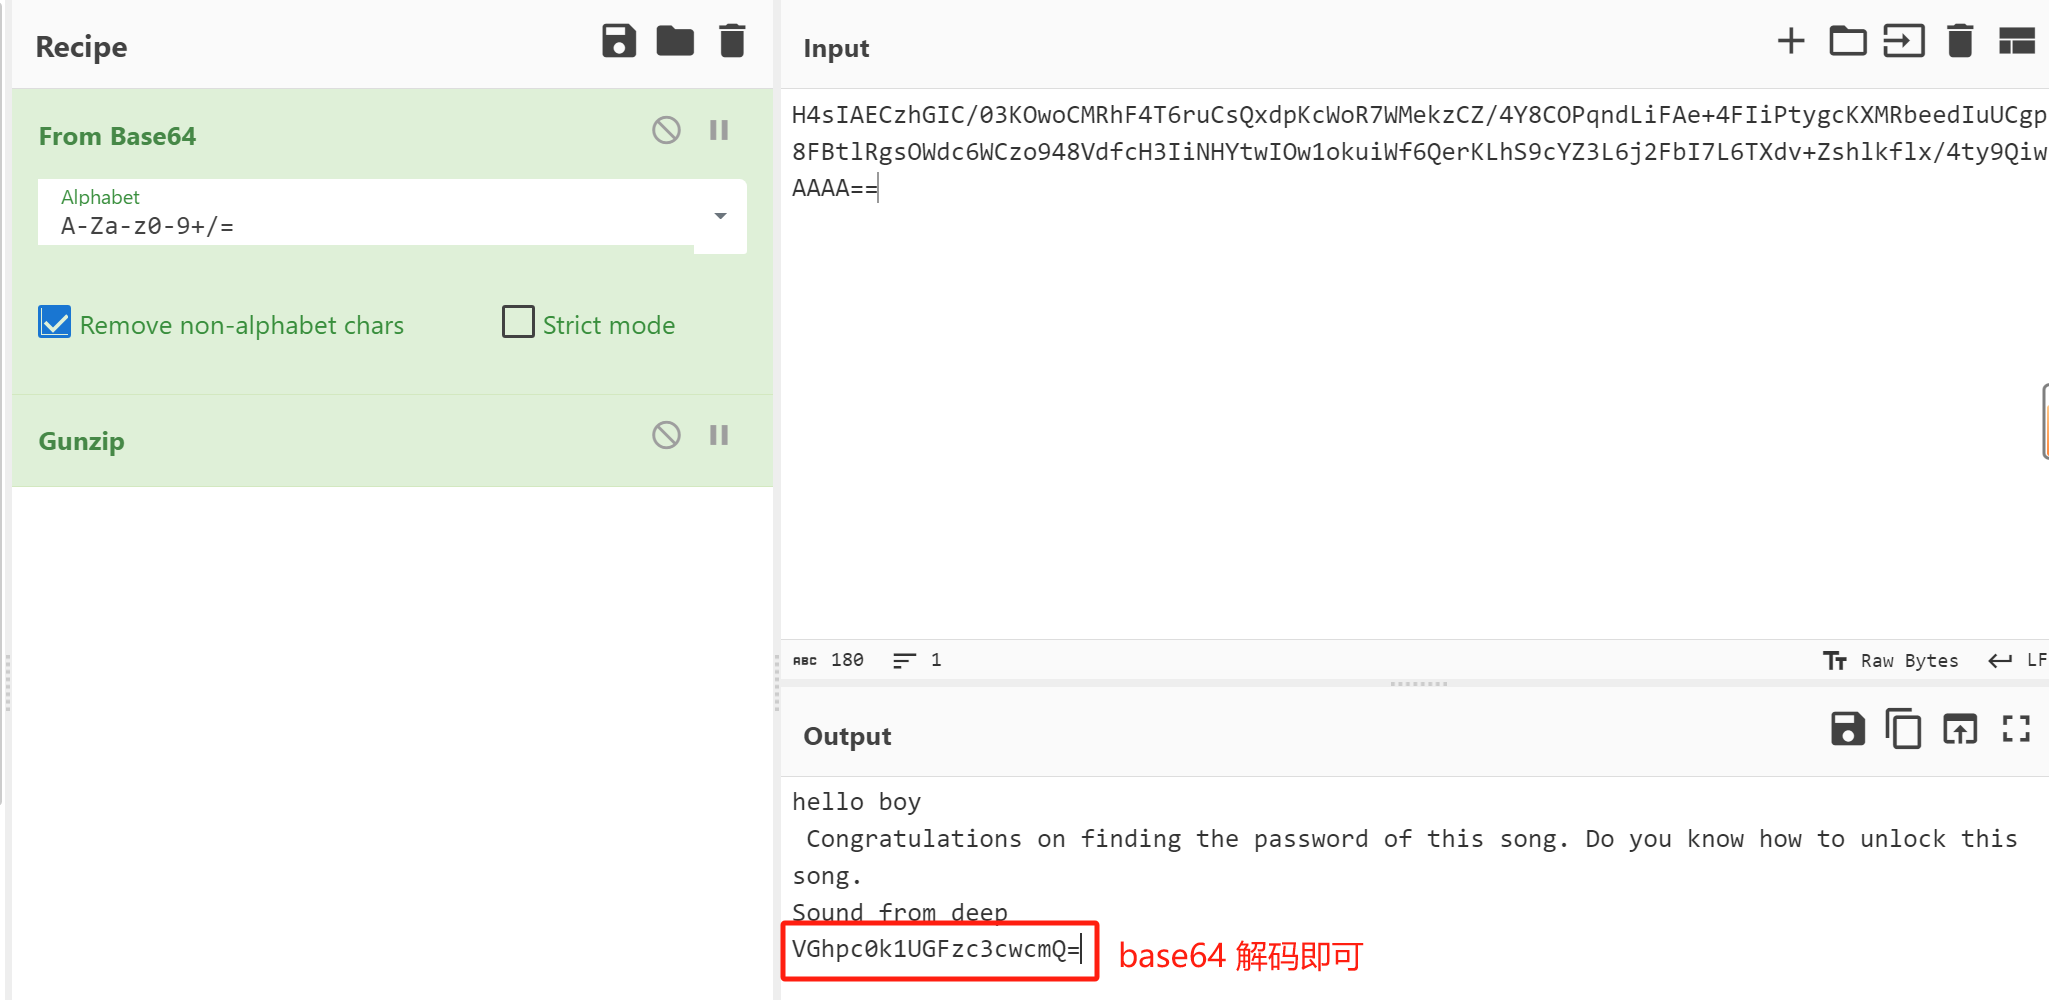 Recipe
From Base64
Alphabet
A-Za-z0-9+/=
Remove non-alphabet chars
Strict mode
Gunzip
Input
H4sIAECzhGIC/03KOwoCMRhF4T6ruCsQxdpKcWoR7WMekzCZ/4Y8COPqndLiFAe+4FIiPtygcKXMRbeedIuUCgp
8FBtlRgsOWdc6WCzo948VdfcH3IiNHYtwIOw1okuiWf6QerKLhS9cYZ3L6j2FbI7L6TXdv+Zshlkflx/4ty9Qiw
AAAA==
ABC 180 1
Raw Bytes LF
Output
hello boy
Congratulations on finding the password of this song. Do you know how to unlock this
song.
Sound from deep
VGhpc0k1UGFzc3cwcmQ=
base64 解码即可